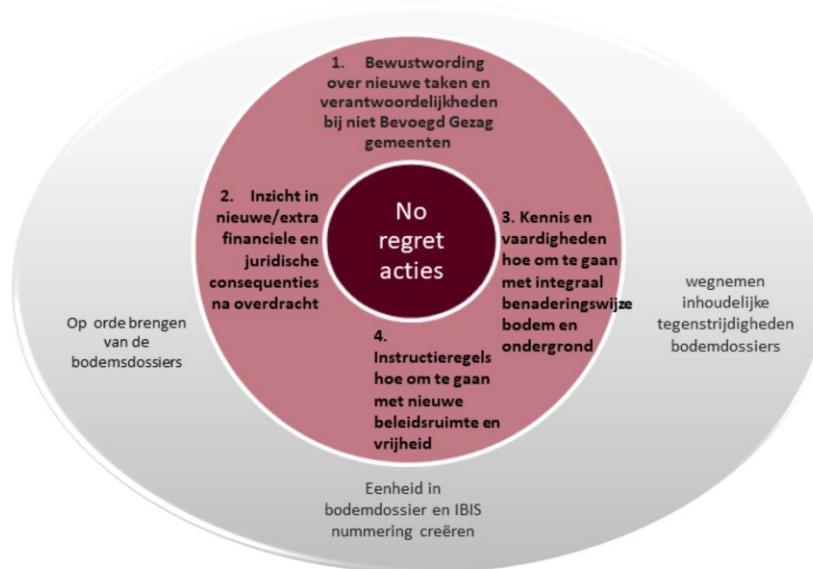 1. Bewustwording
over nieuwe taken en
verantwoordelijkheden
bij niet Bevoegd Gezag
gemeenten
2. Inzicht in
nieuwe/extra
financiele en
juridische
consequenties
na overdracht
No
regret
acties
3. Kennis en
vaardigheden
hoe om te gaan
met integraal
benaderingswijze
bodem en
ondergrond
4.
Instructieregels
hoe om te gaan
met nieuwe
beleidsruimte en
vrijheid
Op orde brengen
van de
bodemsdossiers
wegnemen
inhoudelijke
tegenstrijdigheden
bodemdossiers
Eenheid in
bodemdossier en IBIS
nummering creëren